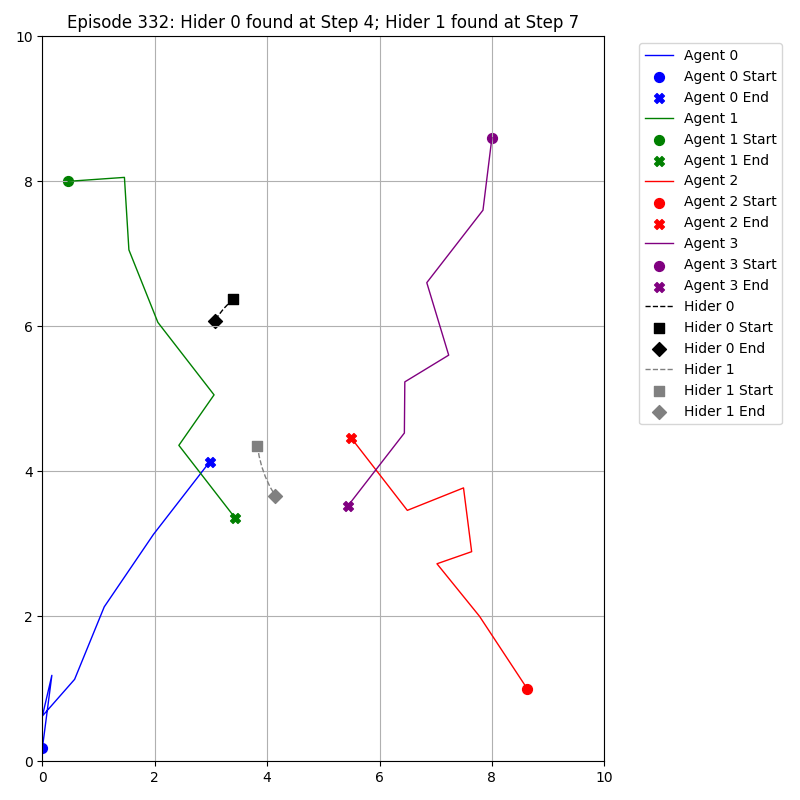 Episode 332: Hider 0 found at Step 4; Hider 1 found at Step 7
10
8
6
4
2
0
0 2 4 6 8 10
Agent 0
Agent 0 Start
Agent 0 End
Agent 1
Agent 1 Start
Agent 1 End
Agent 2
Agent 2 Start
Agent 2 End
Agent 3
Agent 3 Start
Agent 3 End
Hider 0
Hider 0 Start
Hider 0 End
Hider 1
Hider 1 Start
Hider 1 End